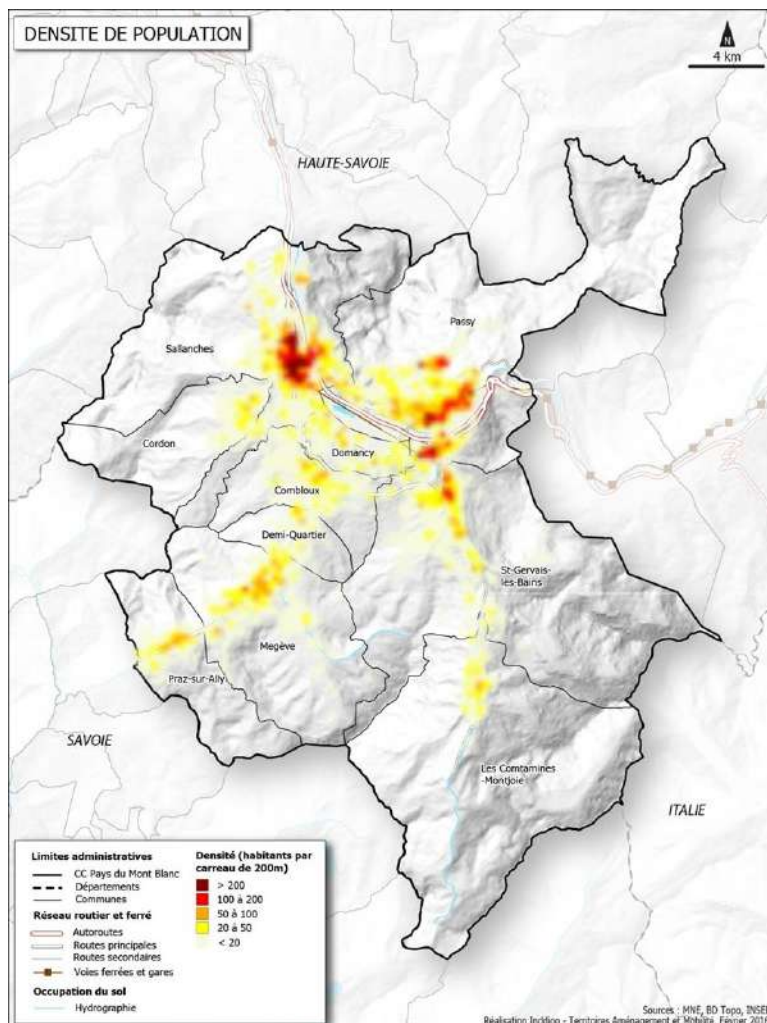 DENSITE DE POPULATION
N
4 km
HAUTE-SAVOIE
Passy
Sallanches
Cordon
Domancy
Combloux
Demi-Quartier
St-Gervais-
les-Bains
Megève
Praz-sur-Arly
SAVOIE
Les Comtamines
-Montjoie
ITALIE
Limites administratives
CC Pays du Mont Blanc
Départements
Communes
Réseau routier et ferré
Autoroutes
Routes principales
Routes secondaires
Voies ferrées et gares
Occupation du sol
Hydrographie
Densité (habitants par
carreau de 200m)
> 200
100 à 200
50 à 100
20 à 50
< 20
Sources : MNE, BD Topo, INSEE
Réalisation Inddigo - Territoires Aménagement et Mobilité, Février 2016